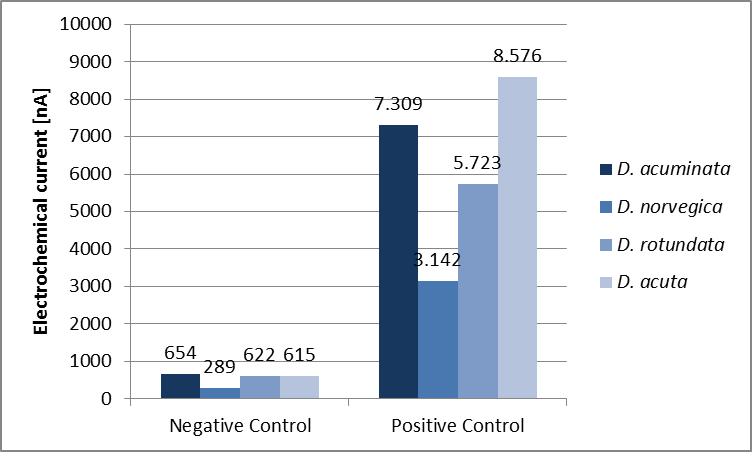 Electrochemical current [nA]
10000
9000
8000
7000
6000
5000
4000
3000
2000
1000
0
654
289
622
615
7.309
3.142
5.723
8.576
Negative Control
Positive Control
D. acuminata
D. norvegica
D. rotundata
D. acuta